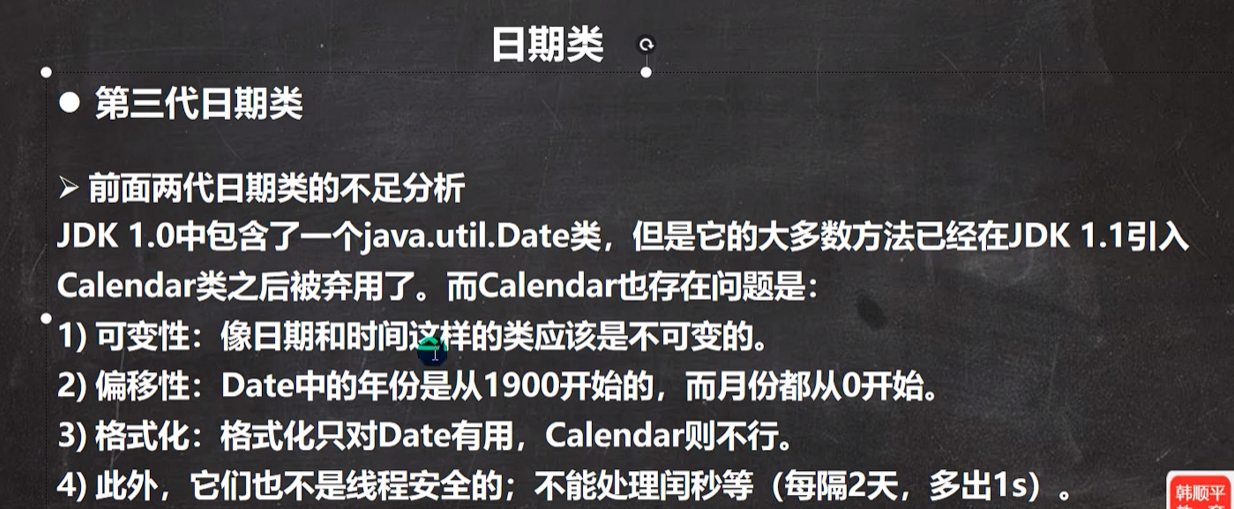 日期类
● 第三代日期类
➢ 前面两代日期类的不足分析
JDK 1.0中包含了一个java.util.Date类，但是它的大多数方法已经在JDK 1.1引入
Calendar类之后被弃用了。而Calendar也存在问题是：
1) 可变性：像日期和时间这样的类应该是不可变的。
2) 偏移性：Date中的年份是从1900开始的，而月份都从0开始。
3) 格式化：格式化只对Date有用，Calendar则不行。
4) 此外，它们也不是线程安全的；不能处理闰秒等（每隔2天，多出1s）。
韩顺平